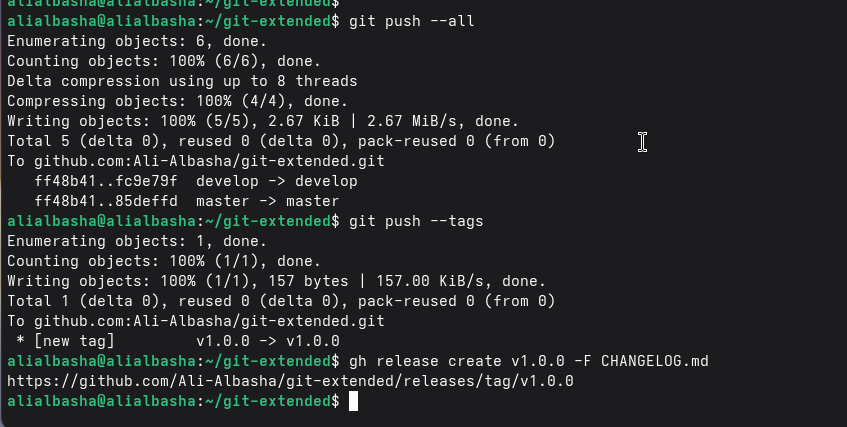 alialbasha@alialbasha:~/git-extended$
alialbasha@alialbasha:~/git-extended$ git push --all
Enumerating objects: 6, done.
Counting objects: 100% (6/6), done.
Delta compression using up to 8 threads
Compressing objects: 100% (4/4), done.
Writing objects: 100% (5/5), 2.67 KiB | 2.67 MiB/s, done.
Total 5 (delta 0), reused 0 (delta 0), pack-reused 0 (from 0)
To github.com:Ali-Albasha/git-extended.git
   ff48b41..fc9e79f  develop -> develop
   ff48b41..85deffd  master -> master
alialbasha@alialbasha:~/git-extended$ git push --tags
Enumerating objects: 1, done.
Counting objects: 100% (1/1), done.
Writing objects: 100% (1/1), 157 bytes | 157.00 KiB/s, done.
Total 1 (delta 0), reused 0 (delta 0), pack-reused 0 (from 0)
To github.com:Ali-Albasha/git-extended.git
 * [new tag]         v1.0.0 -> v1.0.0
alialbasha@alialbasha:~/git-extended$ gh release create v1.0.0 -F CHANGELOG.md
https://github.com/Ali-Albasha/git-extended/releases/tag/v1.0.0
alialbasha@alialbasha:~/git-extended$